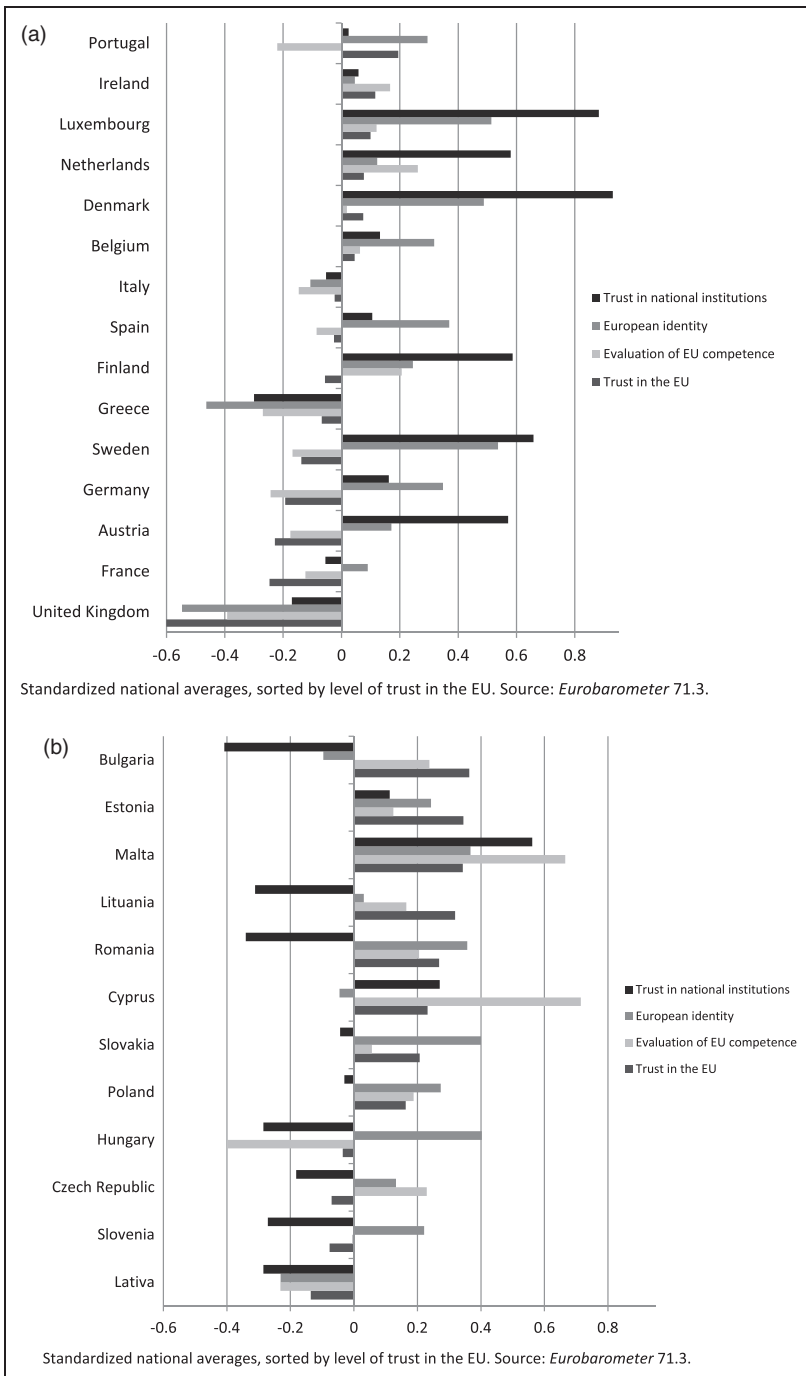 (a)
Portugal
Ireland
Luxembourg
Netherlands
Denmark
Belgium
Italy
Spain
Finland
Greece
Sweden
Germany
Austria
France
United Kingdom
Trust in national institutions
European identity
Evaluation of EU competence
Trust in the EU
-0.6 -0.4 -0.2 0 0.2 0.4 0.6 0.8
Standardized national averages, sorted by level of trust in the EU. Source: Eurobarometer 71.3.
(b)
Bulgaria
Estonia
Malta
Lituania
Romania
Cyprus
Slovakia
Poland
Hungary
Czech Republic
Slovenia
Lativa
Trust in national institutions
European identity
Evaluation of EU competence
Trust in the EU
-0.6 -0.4 -0.2 0 0.2 0.4 0.6 0.8
Standardized national averages, sorted by level of trust in the EU. Source: Eurobarometer 71.3.